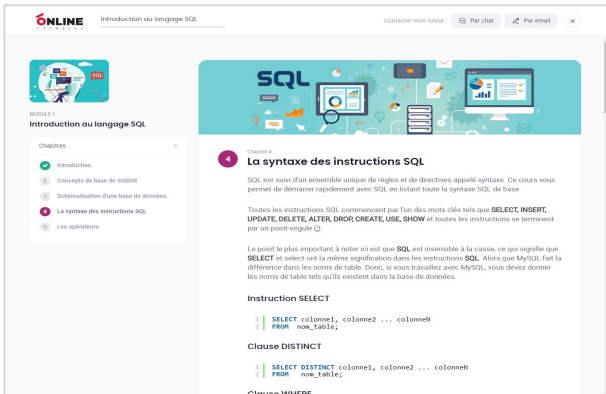 ONLINE
FORMAPRO
Introduction au langage SQL
Contacter mon tuteur :
Par chat
Par email
SQL
MODULE 1
Introduction au langage SQL
Chapitres
Introduction
2 Concepts de base de SGBDR
3 Schématisation d'une base de données
4 La syntaxe des instructions SQL
5 Les opérateurs
SQL
4
Chapitre 4
La syntaxe des instructions SQL
SQL est suivi d'un ensemble unique de règles et de directives appelé syntaxe. Ce cours vous
permet de démarrer rapidement avec SQL en listant toute la syntaxe SQL de base.
Toutes les instructions SQL commencent par l'un des mots clés tels que SELECT, INSERT,
UPDATE, DELETE, ALTER, DROP, CREATE, USE, SHOW et toutes les instructions se terminent
par un point-virgule (;).
Le point le plus important à noter ici est que SQL est insensible à la casse, ce qui signifie que
SELECT et select ont la même signification dans les instructions SQL. Alors que MySQL fait la
différence dans les noms de table. Donc, si vous travaillez avec MySQL, vous devez donner
les noms de table tels qu'ils existent dans la base de données.
Instruction SELECT
1 SELECT colonne1, colonne2 ... colonneN
2 FROM nom_table;
Clause DISTINCT
1 SELECT DISTINCT colonne1, colonne2 ... colonneN
2 FROM nom_table;
Clause WHERE